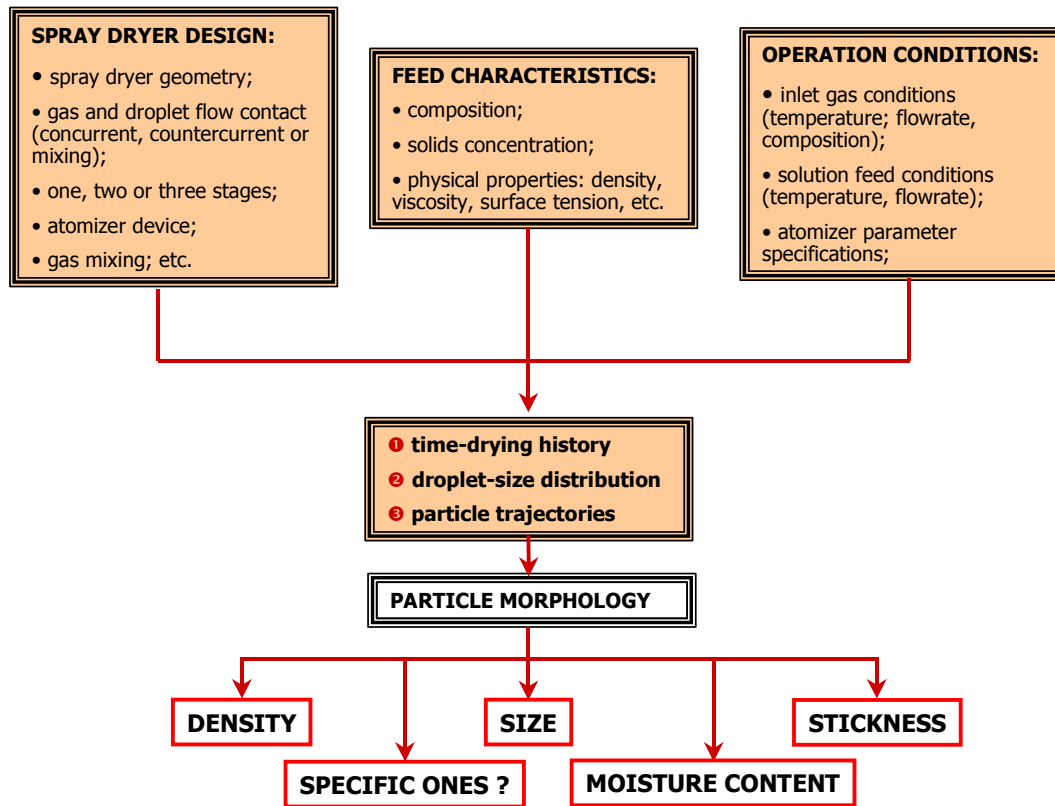 SPRAY DRYER DESIGN:
• spray dryer geometry;
• gas and droplet flow contact
(concurrent, countercurrent or
mixing);
• one, two or three stages;
• atomizer device;
• gas mixing; etc.
FEED CHARACTERISTICS:
• composition;
• solids concentration;
• physical properties: density,
viscosity, surface tension, etc.
OPERATION CONDITIONS:
• inlet gas conditions
(temperature; flowrate,
composition);
• solution feed conditions
(temperature, flowrate);
• atomizer parameter
specifications;
❶ time-drying history
❷ droplet-size distribution
❸ particle trajectories
PARTICLE MORPHOLOGY
DENSITY
SIZE
STICKNESS
SPECIFIC ONES ?
MOISTURE CONTENT